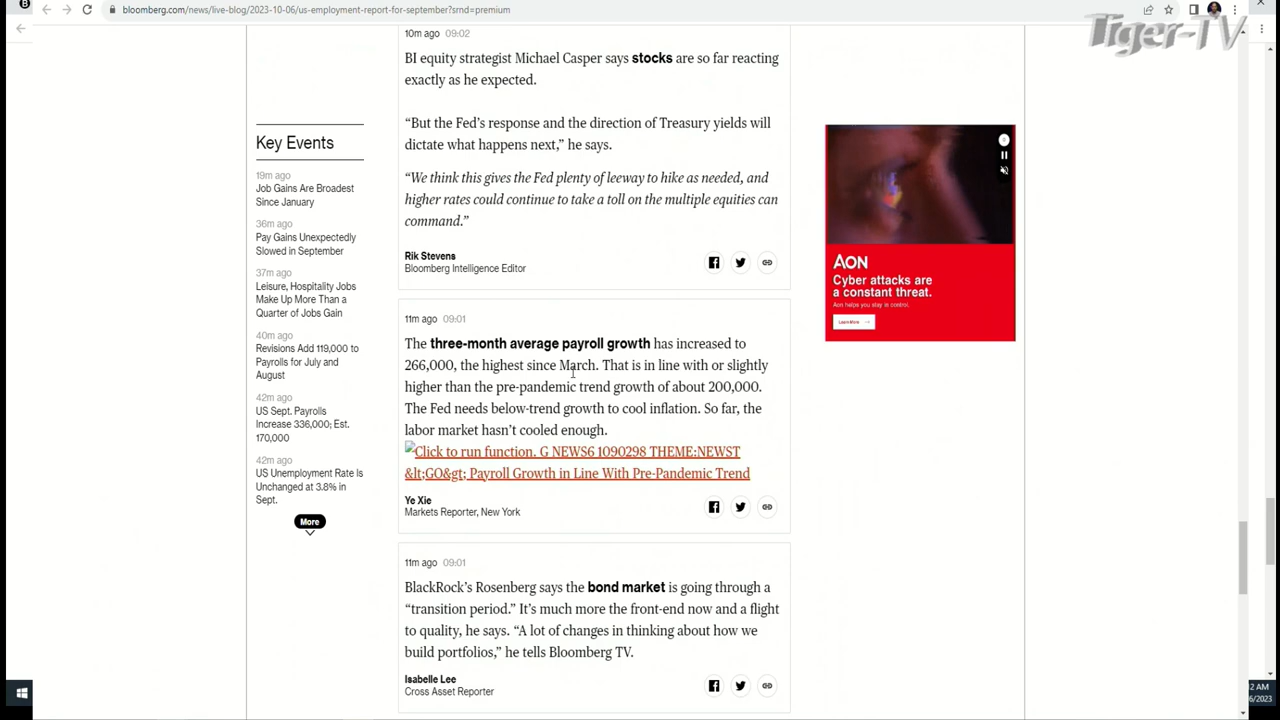 bloomberg.com/news/live-blog/2023-10-06/us-employment-report-for-september?srnd=premium
Tiger-TV
10m ago 09:02
BI equity strategist Michael Casper says stocks are so far reacting
exactly as he expected.
“But the Fed’s response and the direction of Treasury yields will
dictate what happens next,” he says.
“We think this gives the Fed plenty of leeway to hike as needed, and
higher rates could continue to take a toll on the multiple equities can
command.”
Rik Stevens
Bloomberg Intelligence Editor
Key Events
19m ago
Job Gains Are Broadest
Since January
36m ago
Pay Gains Unexpectedly
Slowed in September
37m ago
Leisure, Hospitality Jobs
Make Up More Than a
Quarter of Jobs Gain
40m ago
Revisions Add 119,000 to
Payrolls for July and
August
42m ago
US Sept. Payrolls
Increase 336,000; Est.
170,000
42m ago
US Unemployment Rate Is
Unchanged at 3.8% in
Sept.
More
11m ago 09:01
The three-month average payroll growth has increased to
266,000, the highest since March. That is in line with or slightly
higher than the pre-pandemic trend growth of about 200,000.
The Fed needs below-trend growth to cool inflation. So far, the
labor market hasn’t cooled enough.
Click to run function. G NEWS6 1090298 THEME:NEWST
&lt;GO&gt; Payroll Growth in Line With Pre-Pandemic Trend
Ye Xie
Markets Reporter, New York
11m ago 09:01
BlackRock’s Rosenberg says the bond market is going through a
“transition period.” It’s much more the front-end now and a flight
to quality, he says. “A lot of changes in thinking about how we
build portfolios,” he tells Bloomberg TV.
Isabelle Lee
Cross Asset Reporter
AON
Cyber attacks are
a constant threat.
Aon helps you stay in control.
Learn More
2 AM
6/2023